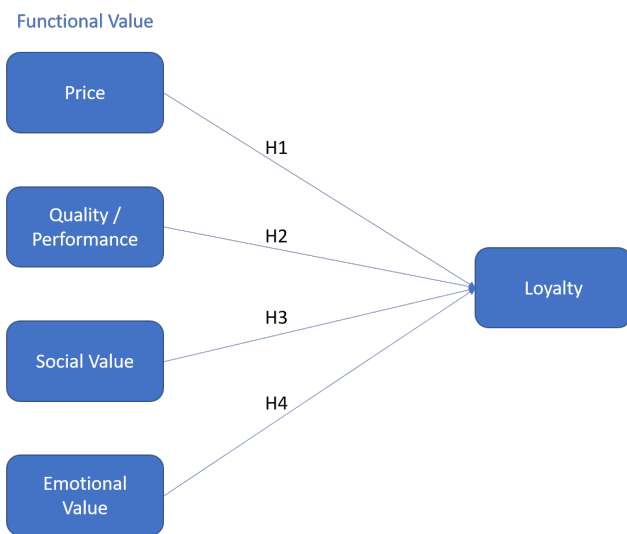 Functional Value
Price
H1
Quality /
Performance
H2
Loyalty
H3
Social Value
H4
Emotional
Value